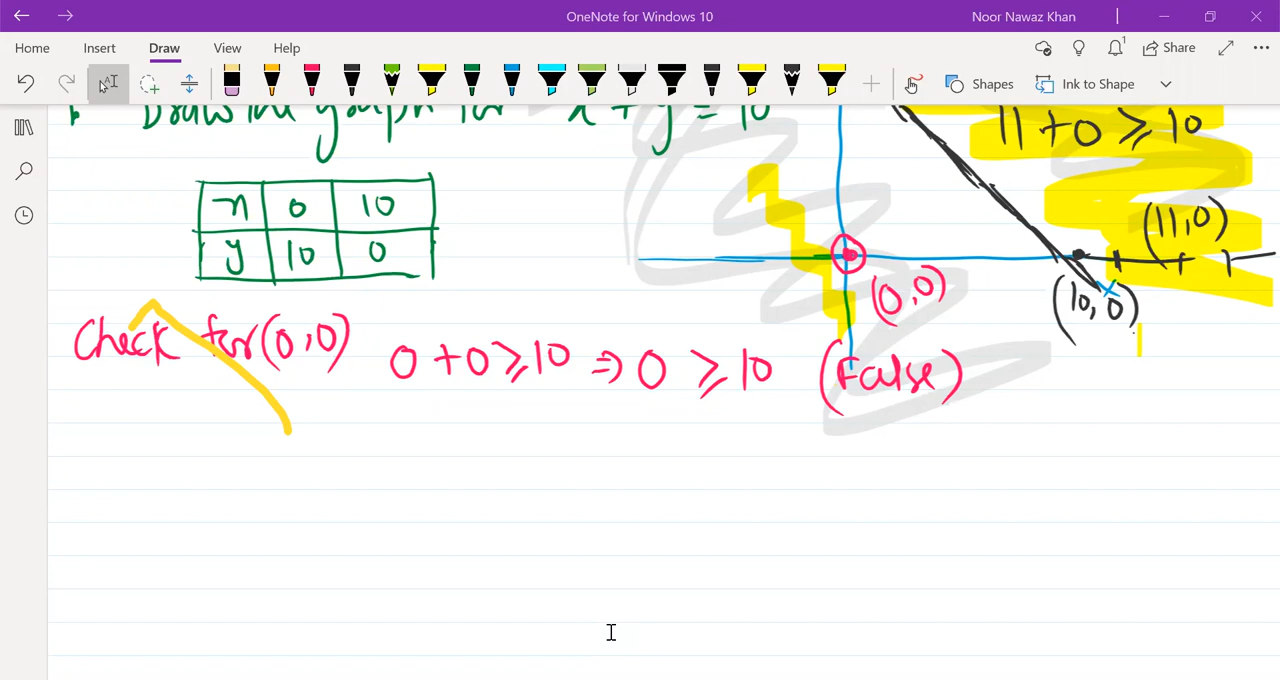 OneNote for Windows 10
Noor Nawaz Khan
Home Insert Draw View Help
Share
Shapes
Ink to Shape
Draw the graph for x + y = 10
11 + 0 ≥ 10
x 0 10
y 10 0
(11,0)
(0,0)
(10,0)
Check for (0,0) 0 + 0 ≥ 10 ⇒ 0 ≥ 10 (False)